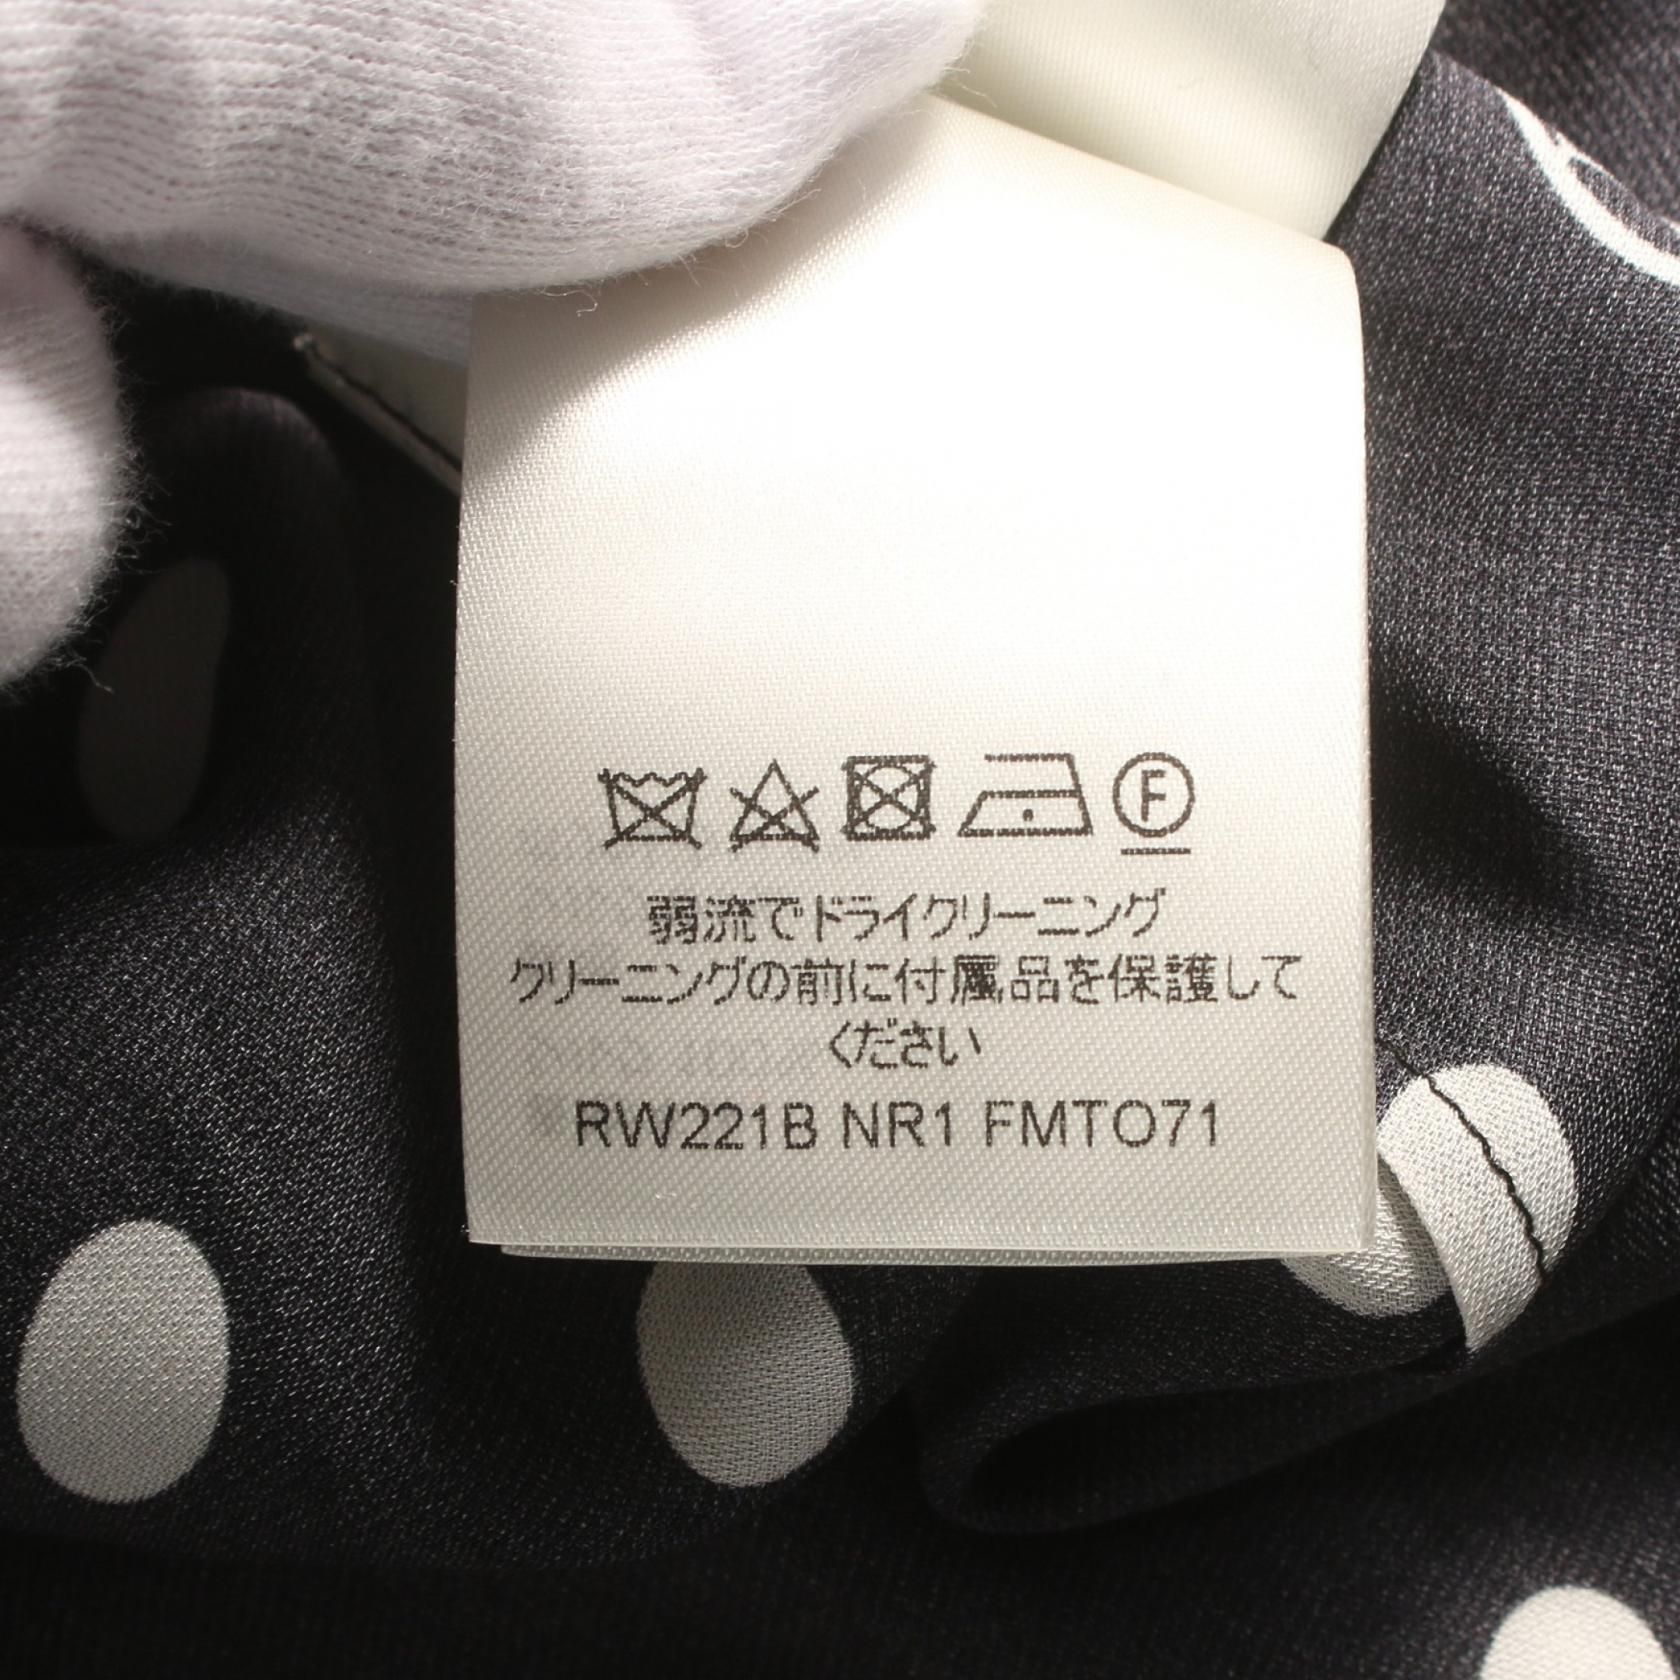 F
弱流でドライクリーニング
クリーニングの前に付属品を保護して
ください
RW221B NR1 FMTO71